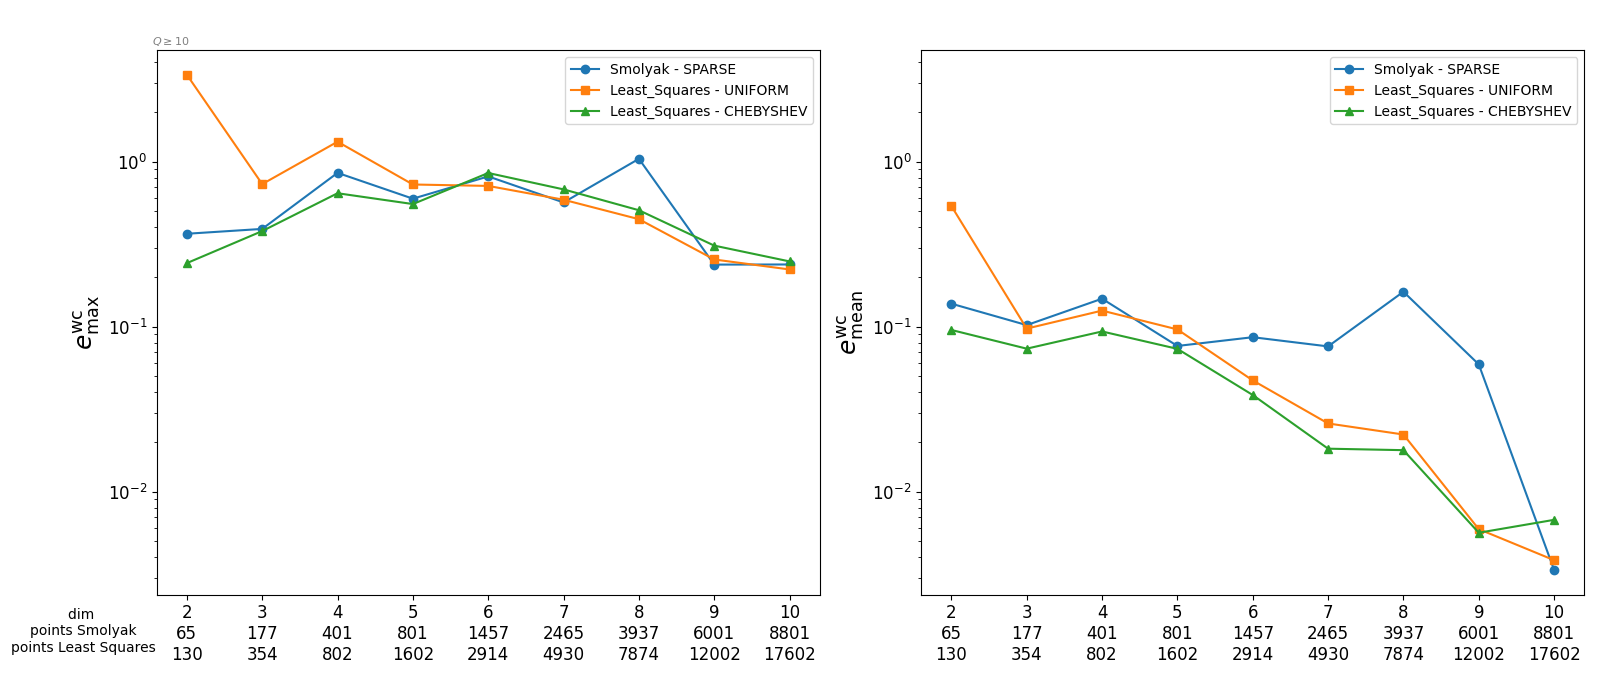 Q ≥ 10
Smolyak - SPARSE
Least_Squares - UNIFORM
Least_Squares - CHEBYSHEV
10^0
10^-1
10^-2
e^wc_max
dim 2 3 4 5 6 7 8 9 10
points Smolyak 65 177 401 801 1457 2465 3937 6001 8801
points Least Squares 130 354 802 1602 2914 4930 7874 12002 17602
Smolyak - SPARSE
Least_Squares - UNIFORM
Least_Squares - CHEBYSHEV
10^0
10^-1
10^-2
e^wc_mean
2 3 4 5 6 7 8 9 10
65 177 401 801 1457 2465 3937 6001 8801
130 354 802 1602 2914 4930 7874 12002 17602